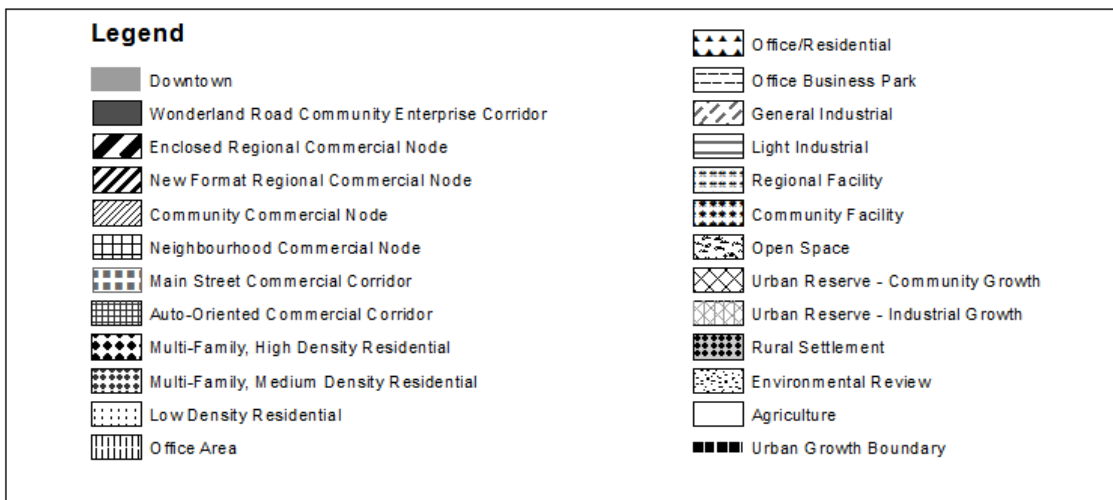 Legend
Downtown
Wonderland Road Community Enterprise Corridor
Enclosed Regional Commercial Node
New Format Regional Commercial Node
Community Commercial Node
Neighbourhood Commercial Node
Main Street Commercial Corridor
Auto-Oriented Commercial Corridor
Multi-Family, High Density Residential
Multi-Family, Medium Density Residential
Low Density Residential
Office Area
Office/Residential
Office Business Park
General Industrial
Light Industrial
Regional Facility
Community Facility
Open Space
Urban Reserve - Community Growth
Urban Reserve - Industrial Growth
Rural Settlement
Environmental Review
Agriculture
Urban Growth Boundary